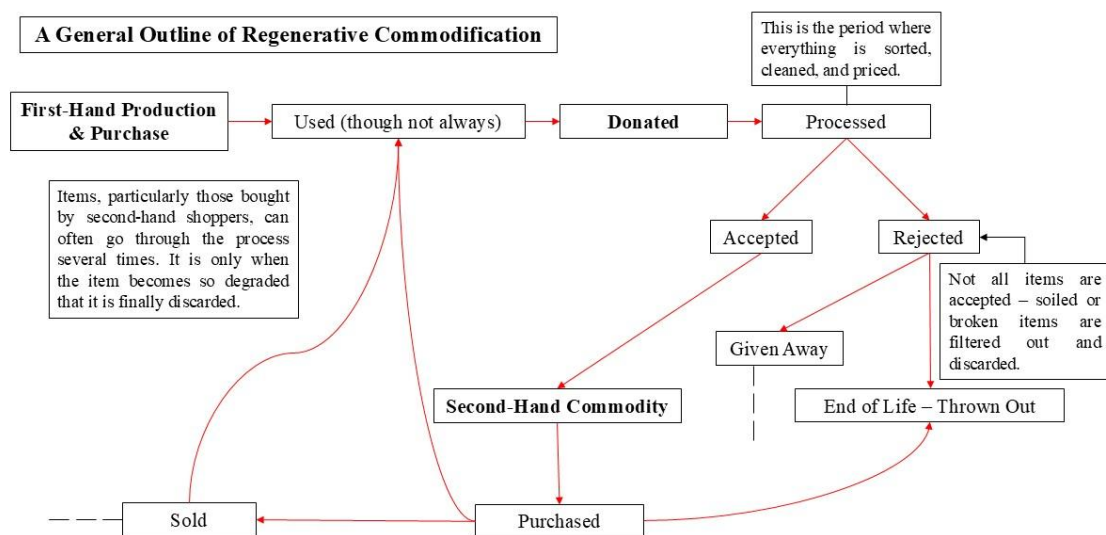 A General Outline of Regenerative Commodification
This is the period where
everything is sorted,
cleaned, and priced.
First-Hand Production
& Purchase
Used (though not always)
Donated
Processed
Items, particularly those bought
by second-hand shoppers, can
often go through the process
several times. It is only when
the item becomes so degraded
that it is finally discarded.
Accepted
Rejected
Not all items are
accepted – soiled or
broken items are
filtered out and
discarded.
Given Away
Second-Hand Commodity
End of Life – Thrown Out
Sold
Purchased